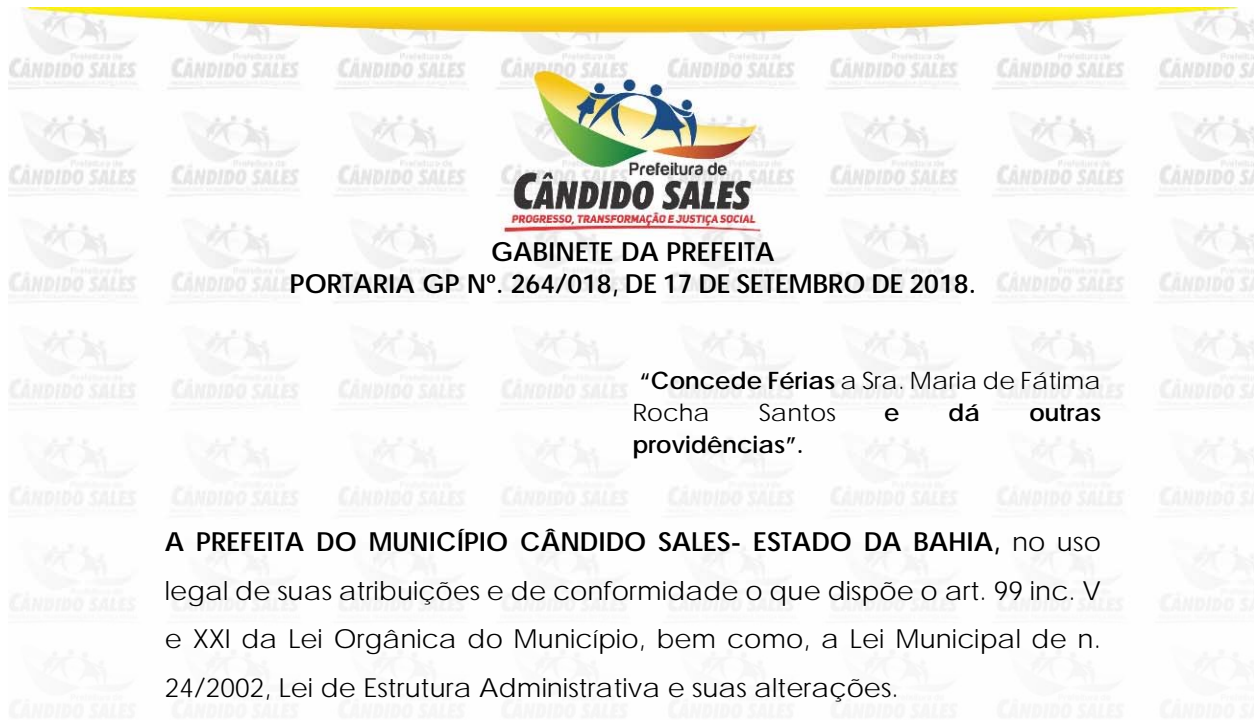 Prefeitura de
CÂNDIDO SALES
PROGRESSO, TRANSFORMAÇÃO E JUSTIÇA SOCIAL
GABINETE DA PREFEITA
PORTARIA GP Nº. 264/018, DE 17 DE SETEMBRO DE 2018.
“Concede Férias a Sra. Maria de Fátima
Rocha Santos e dá outras
providências”.
A PREFEITA DO MUNICÍPIO CÂNDIDO SALES- ESTADO DA BAHIA, no uso
legal de suas atribuições e de conformidade o que dispõe o art. 99 inc. V
e XXI da Lei Orgânica do Município, bem como, a Lei Municipal de n.
24/2002, Lei de Estrutura Administrativa e suas alterações.